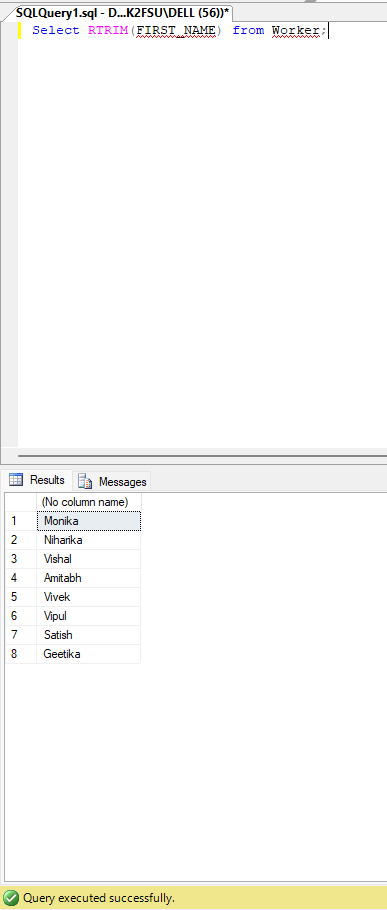 SQLQuery1.sql - D...K2FSU\DELL (56))*
Select RTRIM(FIRST_NAME) from Worker;
Results Messages
(No column name)
1 Monika
2 Niharika
3 Vishal
4 Amitabh
5 Vivek
6 Vipul
7 Satish
8 Geetika
Query executed successfully.